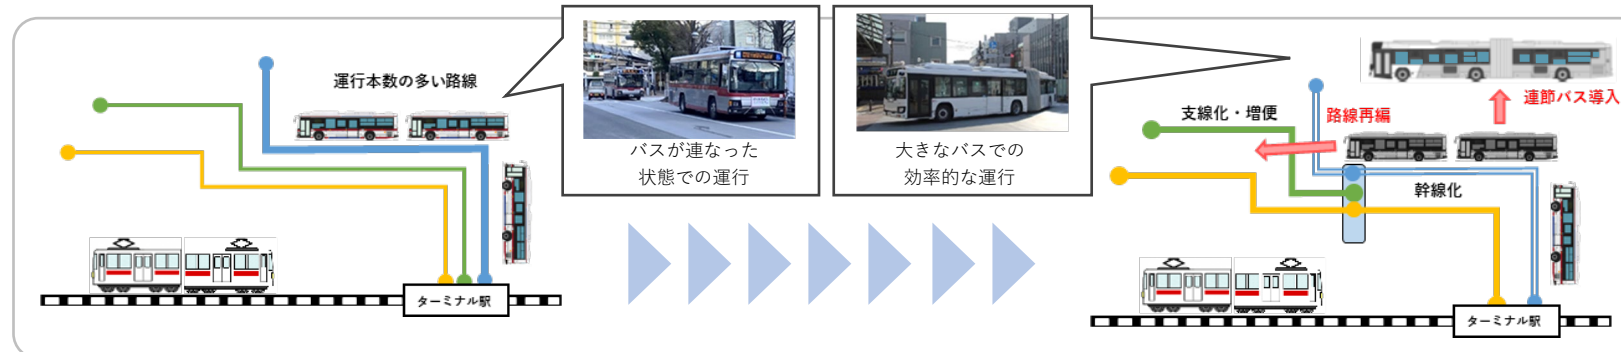 運行本数の多い路線
ターミナル駅
バスが連なった
状態での運行
大きなバスでの
効率的な運行
支線化・増便
路線再編
連節バス導入
幹線化
ターミナル駅